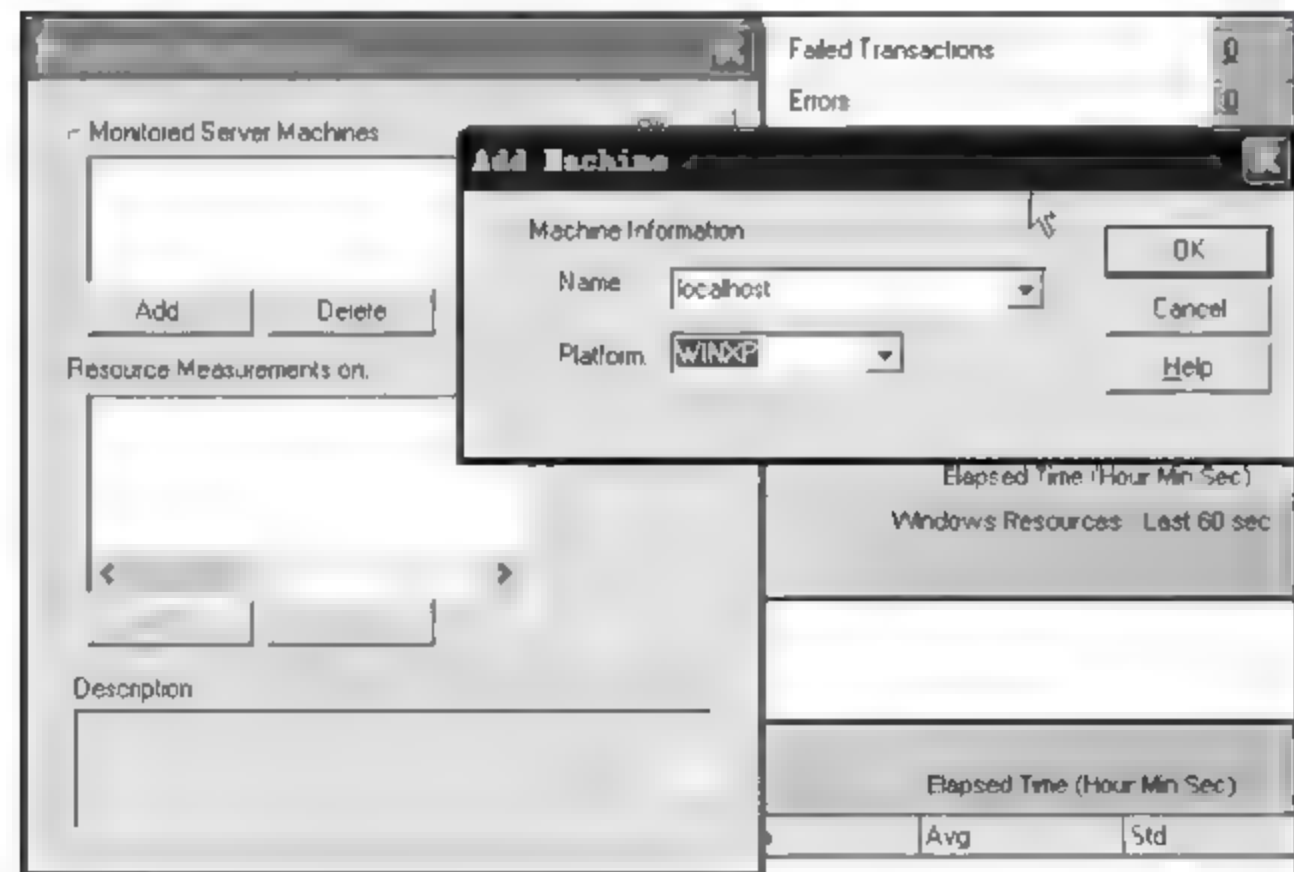 Failed Transactions 0
Errors 0
Monitored Server Machines
Add Delete
Resource Measurements on:
Description
Add Machine
Machine Information
Name localhost
Platform WINXP
OK
Cancel
Help
Elapsed Time (Hour Min Sec)
Windows Resources Last 60 sec
Elapsed Time (Hour Min Sec)
Avg Std